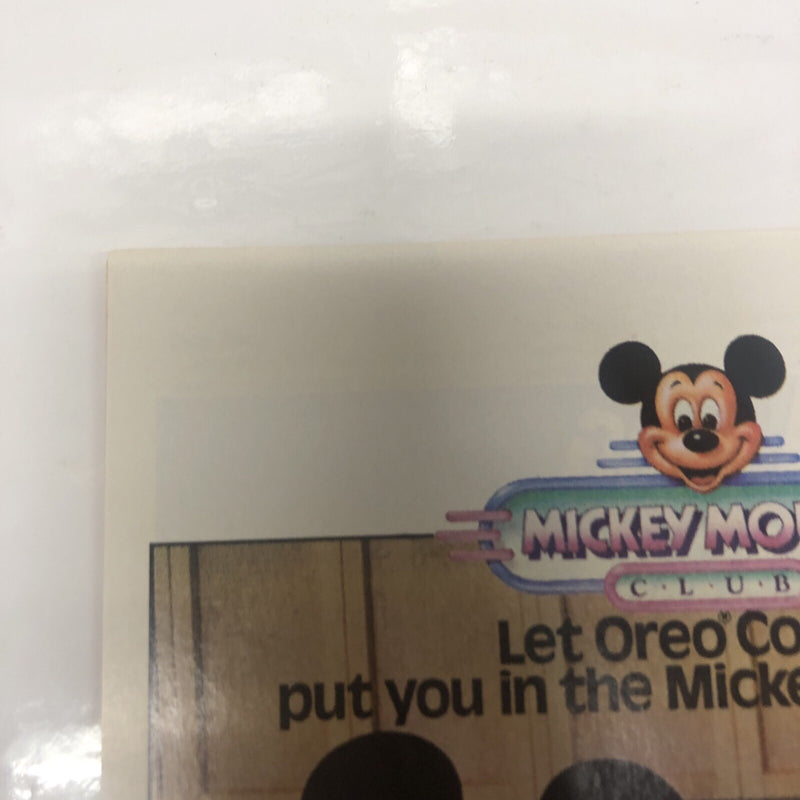 MICKEY MO
C·L·U·B
Let Oreo® Co
put you in the Micke